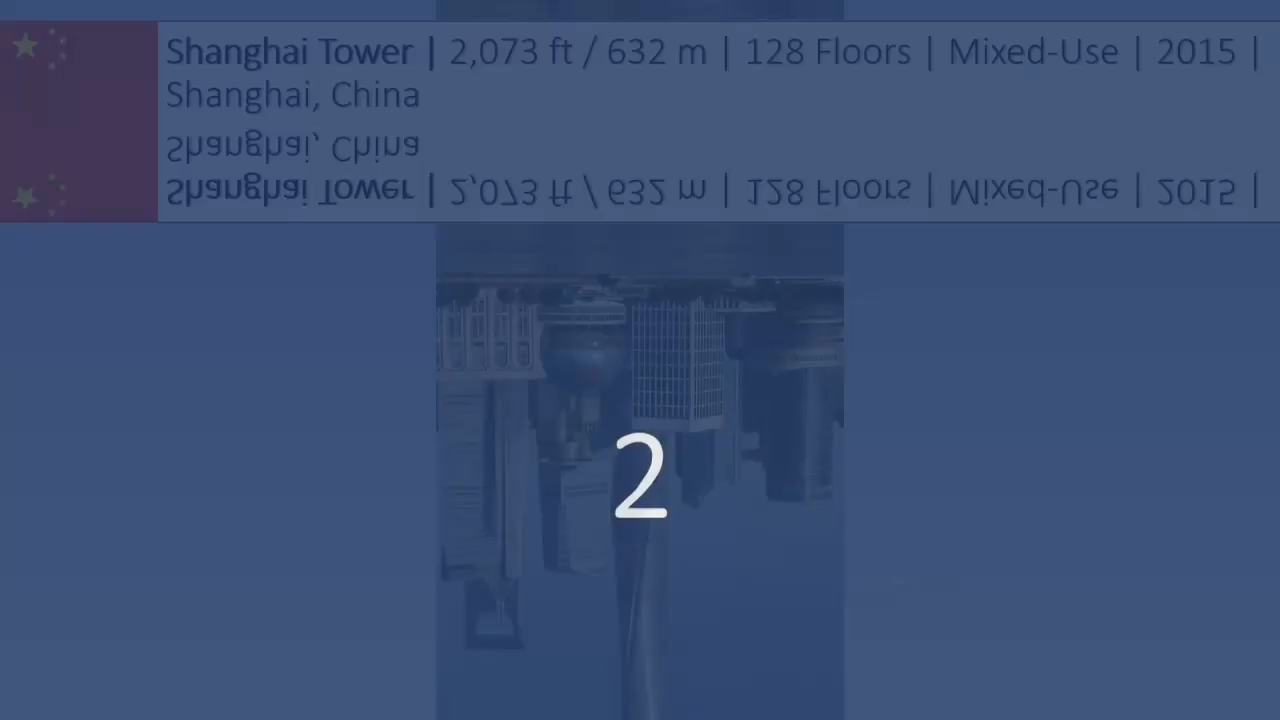 Shanghai Tower | 2,073 ft / 632 m | 128 Floors | Mixed-Use | 2015 |
Shanghai, China
Shanghai, China
Shanghai Tower | 2,073 ft / 632 m | 128 Floors | Mixed-Use | 2015 |
2